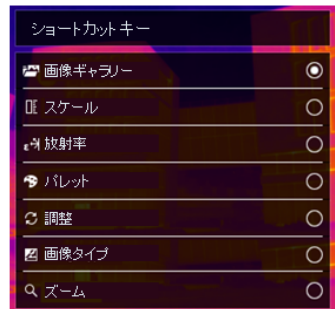 ショートカットキー
画像ギャラリー
スケール
放射率
パレット
調整
画像タイプ
ズーム